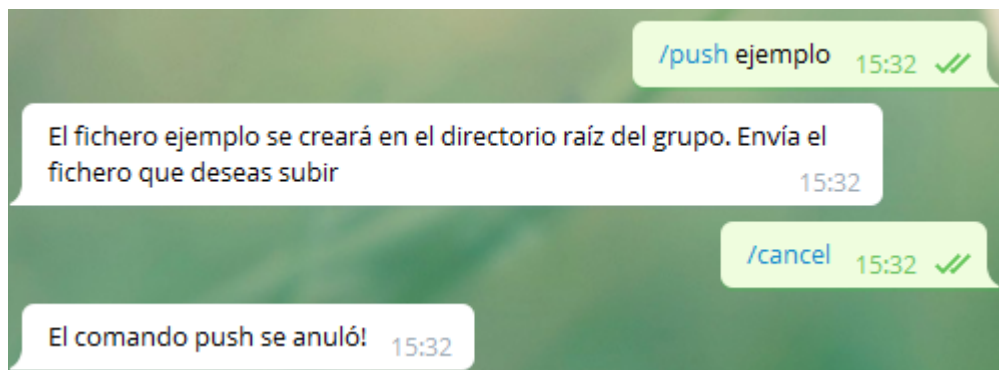 /push ejemplo 15:32
El fichero ejemplo se creará en el directorio raíz del grupo. Envía el
fichero que deseas subir 15:32
/cancel 15:32
El comando push se anuló! 15:32